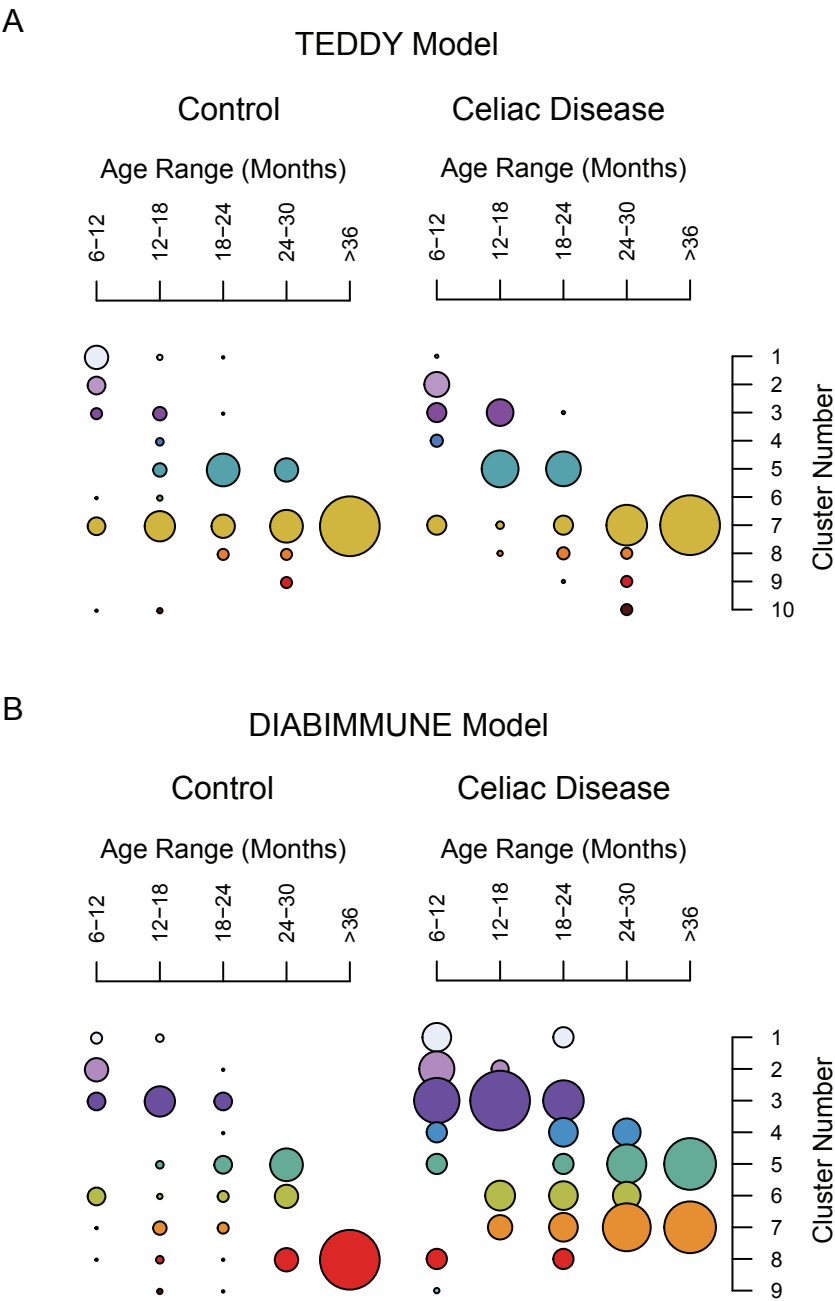 A
TEDDY Model
Control
Celiac Disease
Age Range (Months)
Age Range (Months)
6−12
12−18
18−24
24−30
>36
6−12
12−18
18−24
24−30
>36
1
2
3
4
5
6
7
8
9
10
Cluster Number
B
DIABIMMUNE Model
Control
Celiac Disease
Age Range (Months)
Age Range (Months)
6−12
12−18
18−24
24−30
>36
6−12
12−18
18−24
24−30
>36
1
2
3
4
5
6
7
8
9
Cluster Number